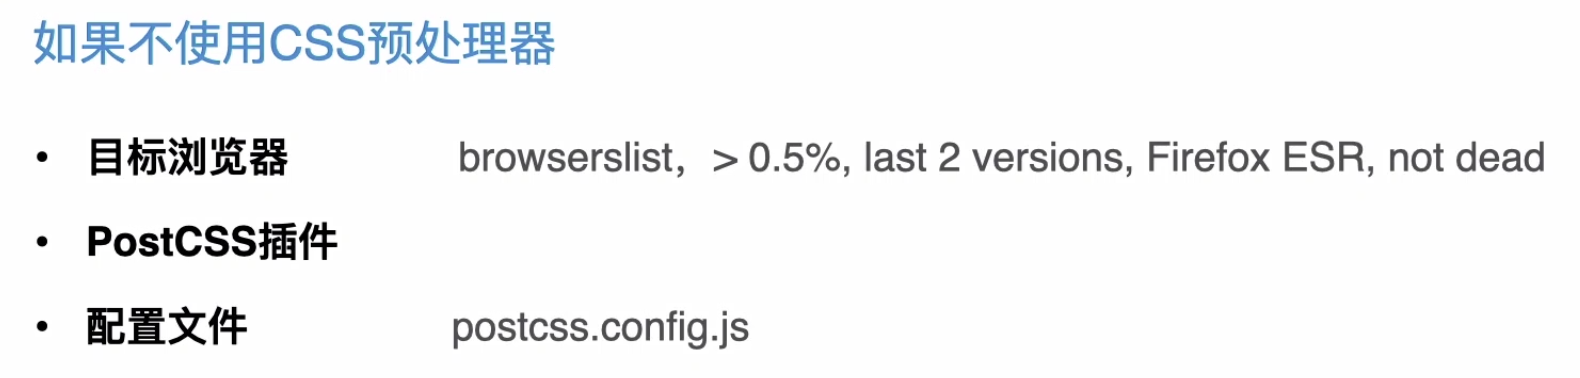 如果不使用CSS预处理器
• 目标浏览器 browserslist，> 0.5%, last 2 versions, Firefox ESR, not dead
• PostCSS插件
• 配置文件 postcss.config.js